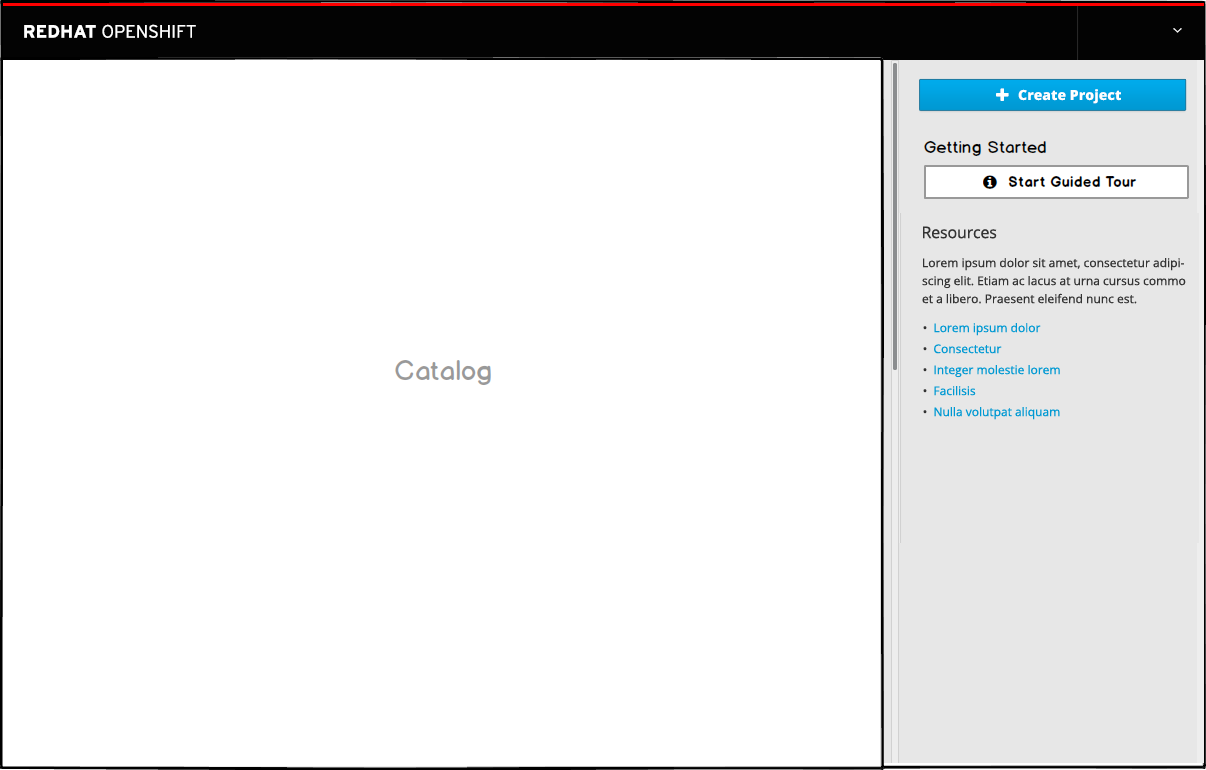 REDHAT OPENSHIFT
Create Project
Getting Started
Start Guided Tour
Resources
Lorem ipsum dolor sit amet, consectetur adipi-
scing elit. Etiam ac lacus at urna cursus commo
et a libero. Praesent eleifend nunc est.
• Lorem ipsum dolor
• Consectetur
• Integer molestie lorem
• Facilisis
• Nulla volutpat aliquam
Catalog